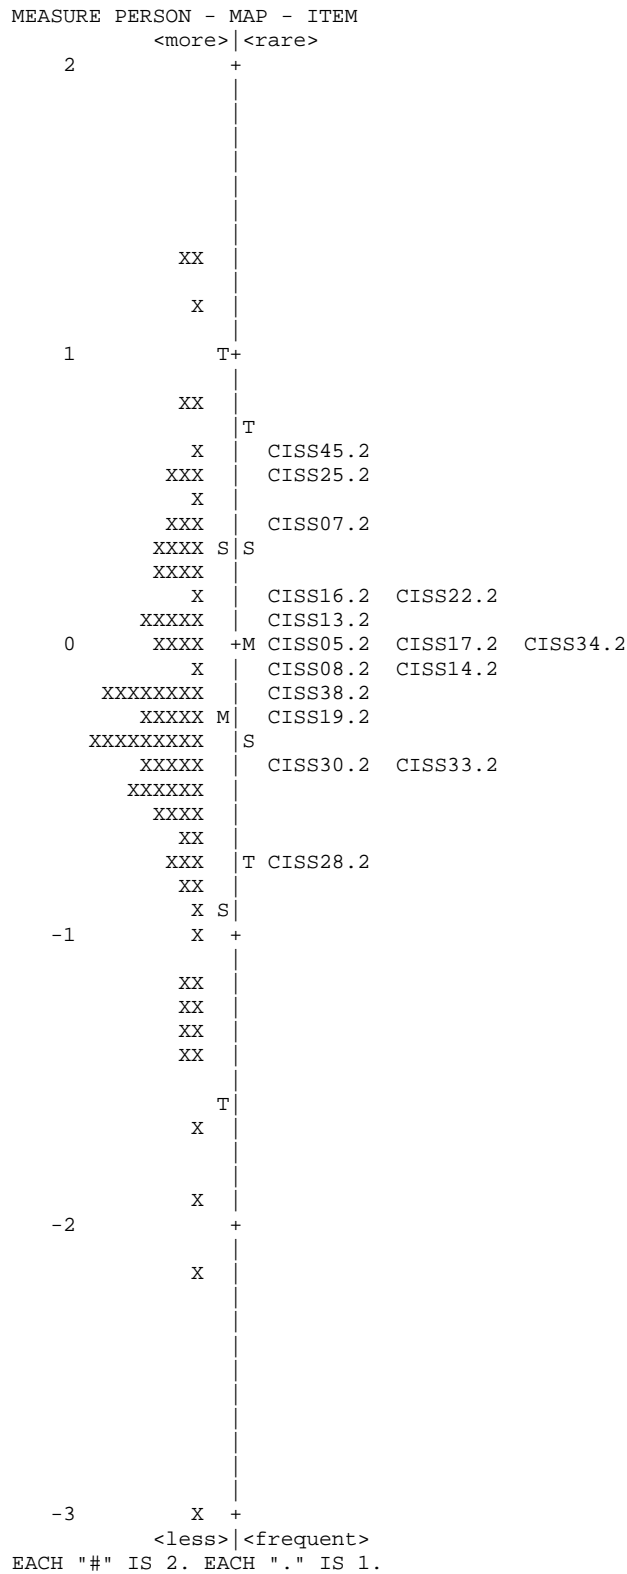 MEASURE PERSON - MAP - ITEM
<more>|<rare>
2 +
|
|
|
|
|
|
|
XX |
|
X |
|
1 T+
|
XX |
|T
X | CISS45.2
XXX | CISS25.2
X |
XXX | CISS07.2
XXXX S|S
XXXX |
X | CISS16.2 CISS22.2
XXXXX | CISS13.2
0 XXXX +M CISS05.2 CISS17.2 CISS34.2
X | CISS08.2 CISS14.2
XXXXXXXX | CISS38.2
XXXXX M| CISS19.2
XXXXXXXXX |S
XXXXX | CISS30.2 CISS33.2
XXXXXX |
XXXX |
XX |
XXX |T CISS28.2
XX |
X S|
-1 X +
|
XX |
XX |
XX |
XX |
|
T|
X |
|
|
X |
-2 +
|
X |
|
|
|
|
|
|
|
|
|
-3 X +
<less>|<frequent>
EACH "#" IS 2. EACH "." IS 1.